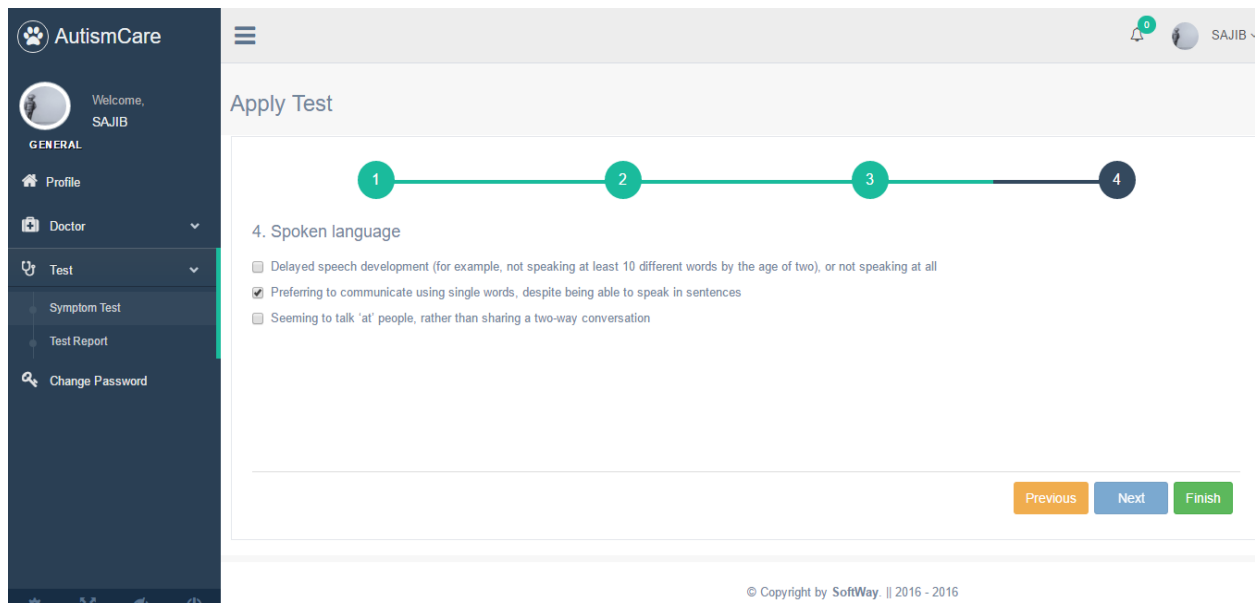 AutismCare
0
SAJIB
Welcome,
SAJIB
GENERAL
Profile
Doctor
Test
Symptom Test
Test Report
Change Password
Apply Test
1 2 3 4
4. Spoken language
Delayed speech development (for example, not speaking at least 10 different words by the age of two), or not speaking at all
Preferring to communicate using single words, despite being able to speak in sentences
Seeming to talk 'at' people, rather than sharing a two-way conversation
Previous Next Finish
© Copyright by SoftWay. || 2016 - 2016